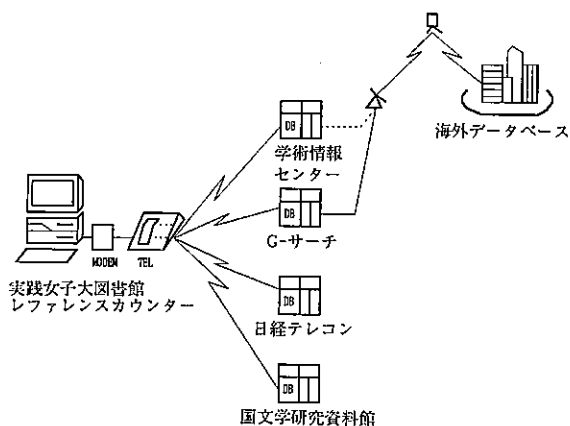 DB
海外データベース
学術情報
センター
DB
G-サーチ
MODEM
TEL
実践女子大図書館
レファレンスカウンター
DB
日経テレコン
DB
国文学研究資料館